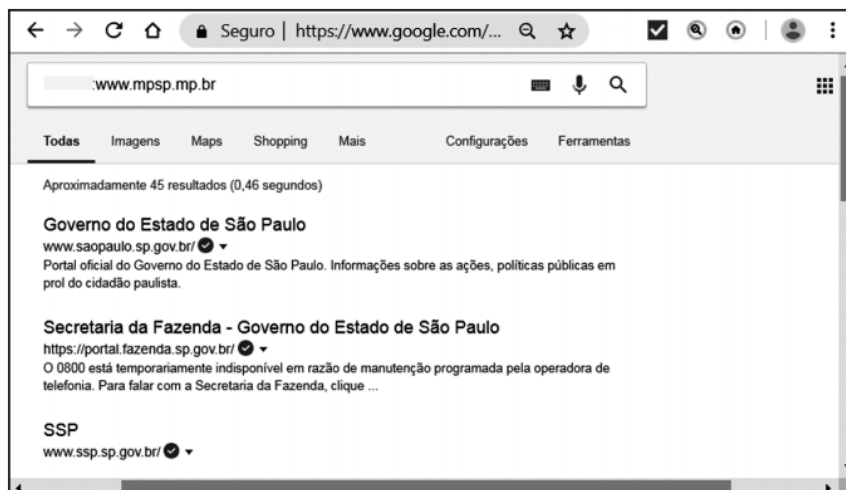 Seguro | https://www.google.com/...
:www.mpsp.mp.br
Todas Imagens Maps Shopping Mais Configurações Ferramentas
Aproximadamente 45 resultados (0,46 segundos)
Governo do Estado de São Paulo
www.saopaulo.sp.gov.br/
Portal oficial do Governo do Estado de São Paulo. Informações sobre as ações, políticas públicas em
prol do cidadão paulista.
Secretaria da Fazenda - Governo do Estado de São Paulo
https://portal.fazenda.sp.gov.br/
O 0800 está temporariamente indisponível em razão de manutenção programada pela operadora de
telefonia. Para falar com a Secretaria da Fazenda, clique ...
SSP
www.ssp.sp.gov.br/